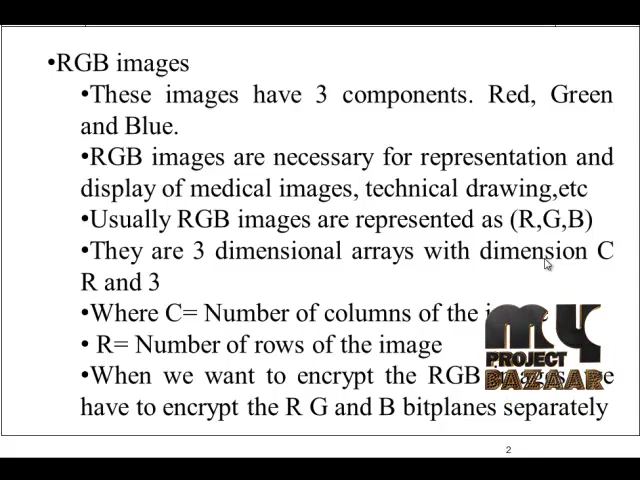 •RGB images
•These images have 3 components. Red, Green
and Blue.
•RGB images are necessary for representation and
display of medical images, technical drawing,etc
•Usually RGB images are represented as (R,G,B)
•They are 3 dimensional arrays with dimension C
R and 3
•Where C= Number of columns of the
• R= Number of rows of the image
•When we want to encrypt the RGB
have to encrypt the R G and B bitplanes separately
my
PROJECT
BAZAAR
2